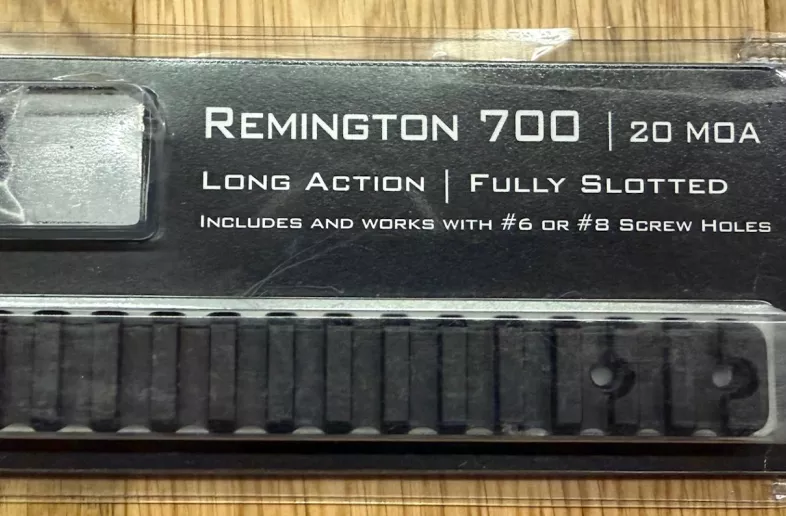 REMINGTON 700 | 20 MOA
LONG ACTION | FULLY SLOTTED
INCLUDES AND WORKS WITH #6 OR #8 SCREW HOLES